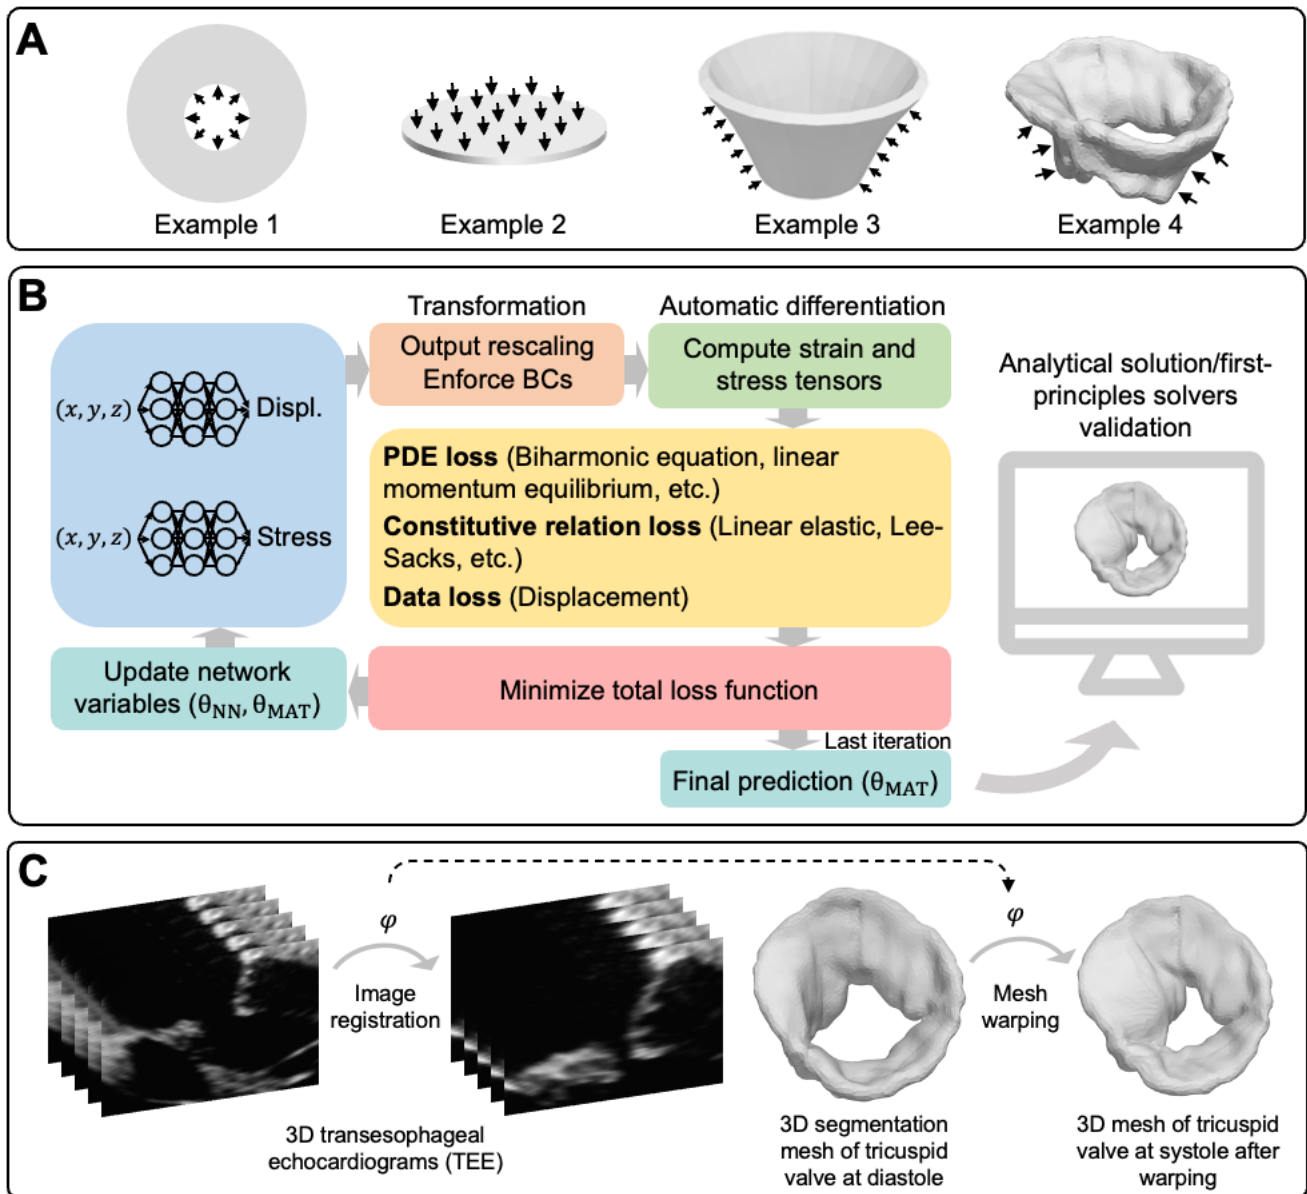 A
Example 1
Example 2
Example 3
Example 4
B
Transformation
Automatic differentiation
(x, y, z)
Displ.
(x, y, z)
Stress
Output rescaling
Enforce BCs
Compute strain and
stress tensors
PDE loss (Biharmonic equation, linear
momentum equilibrium, etc.)
Constitutive relation loss (Linear elastic, Lee-
Sacks, etc.)
Data loss (Displacement)
Update network
variables (θNN, θMAT)
Minimize total loss function
Last iteration
Final prediction (θMAT)
Analytical solution/first-
principles solvers
validation
C
φ
Image
registration
3D transesophageal
echocardiograms (TEE)
φ
Mesh
warping
3D segmentation
mesh of tricuspid
valve at diastole
3D mesh of tricuspid
valve at systole after
warping